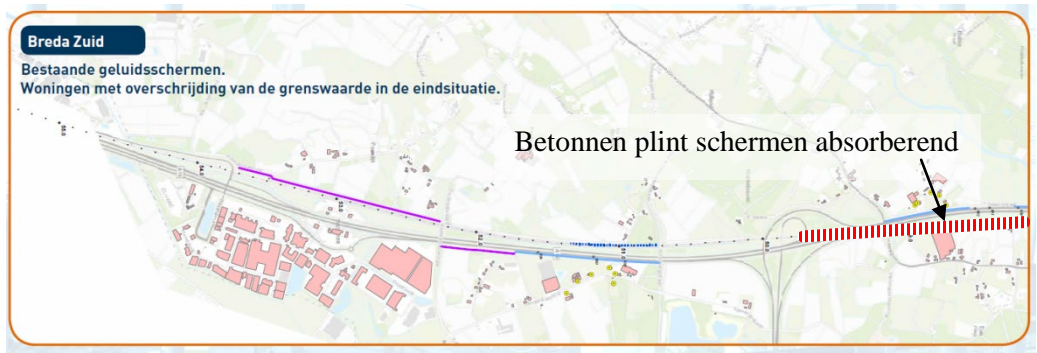 Breda Zuid
Bestaande geluidsschermen.
Woningen met overschrijding van de grenswaarde in de eindsituatie.
Betonnen plint schermen absorberend